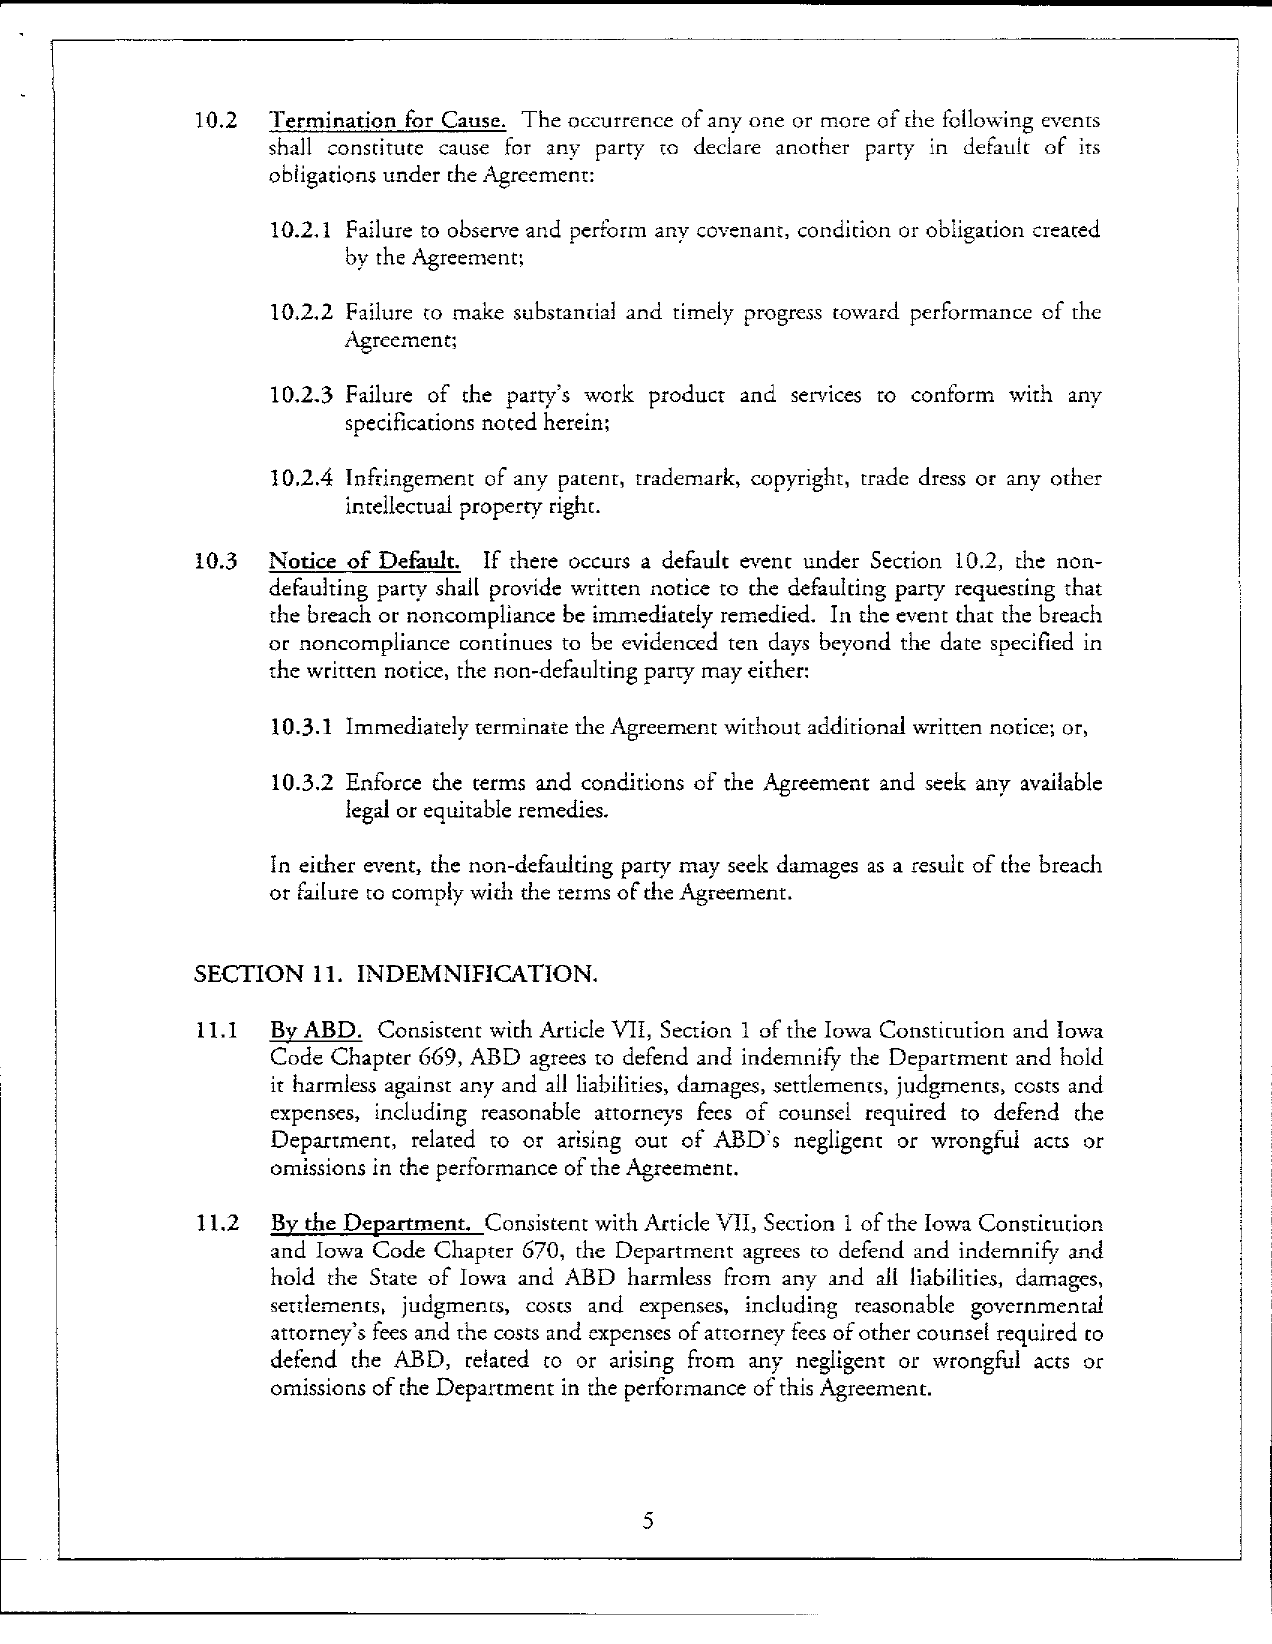 10.2 Termination for Cause. The occurrence of any one or more of the following events
shall constitute cause for any party to declare another party in default of its
obligations under the Agreement:
10.2.1 Failure to observe and perform any covenant, condition or obligation created
by the Agreement;
10.2.2 Failure to make substantial and timely progress toward performance of the
Agreement;
10.2.3 Failure of the party's work product and services to conform with any
specifications noted herein;
10.2.4 Infringement of any patent, trademark, copyright, trade dress or any other
intellectual property right.
10.3 Notice of Default. If there occurs a default event under Section 10.2, the non-
defaulting party shall provide written notice to the defaulting party requesting that
the breach or noncompliance be immediately remedied. In the event that the breach
or noncompliance continues to be evidenced ten days beyond the date specified in
the written notice, the non-defaulting party may either:
10.3.1 Immediately terminate the Agreement without additional written notice; or,
10.3.2 Enforce the terms and conditions of the Agreement and seek any available
legal or equitable remedies.
In either event, the non-defaulting party may seek damages as a result of the breach
or failure to comply with the terms of the Agreement.
SECTION 11. INDEMNIFICATION.
11.1 By ABD. Consistent with Article VII, Section 1 of the Iowa Constitution and Iowa
Code Chapter 669, ABD agrees to defend and indemnify the Department and hold
it harmless against any and all liabilities, damages, settlements, judgments, costs and
expenses, including reasonable attorneys fees of counsel required to defend the
Department, related to or arising out of ABD's negligent or wrongful acts or
omissions in the performance of the Agreement.
11.2 By the Department. Consistent with Article VII, Section 1 of the Iowa Constitution
and Iowa Code Chapter 670, the Department agrees to defend and indemnify and
hold the State of Iowa and ABD harmless from any and all liabilities, damages,
settlements, judgments, costs and expenses, including reasonable governmental
attorney's fees and the costs and expenses of attorney fees of other counsel required to
defend the ABD, related to or arising from any negligent or wrongful acts or
omissions of the Department in the performance of this Agreement.
5